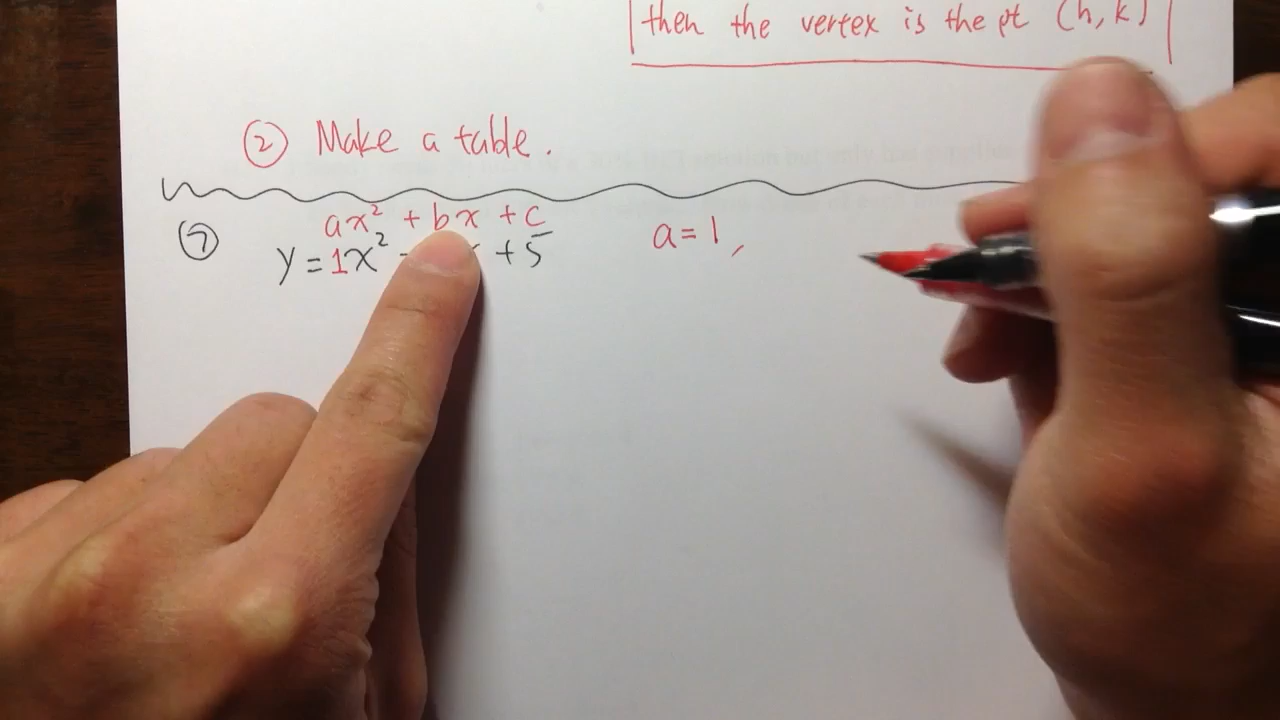 then the vertex is the pt (h, k)
② Make a table.
ax² + bx + c
⑦ y = 1x² - +5
a = 1,